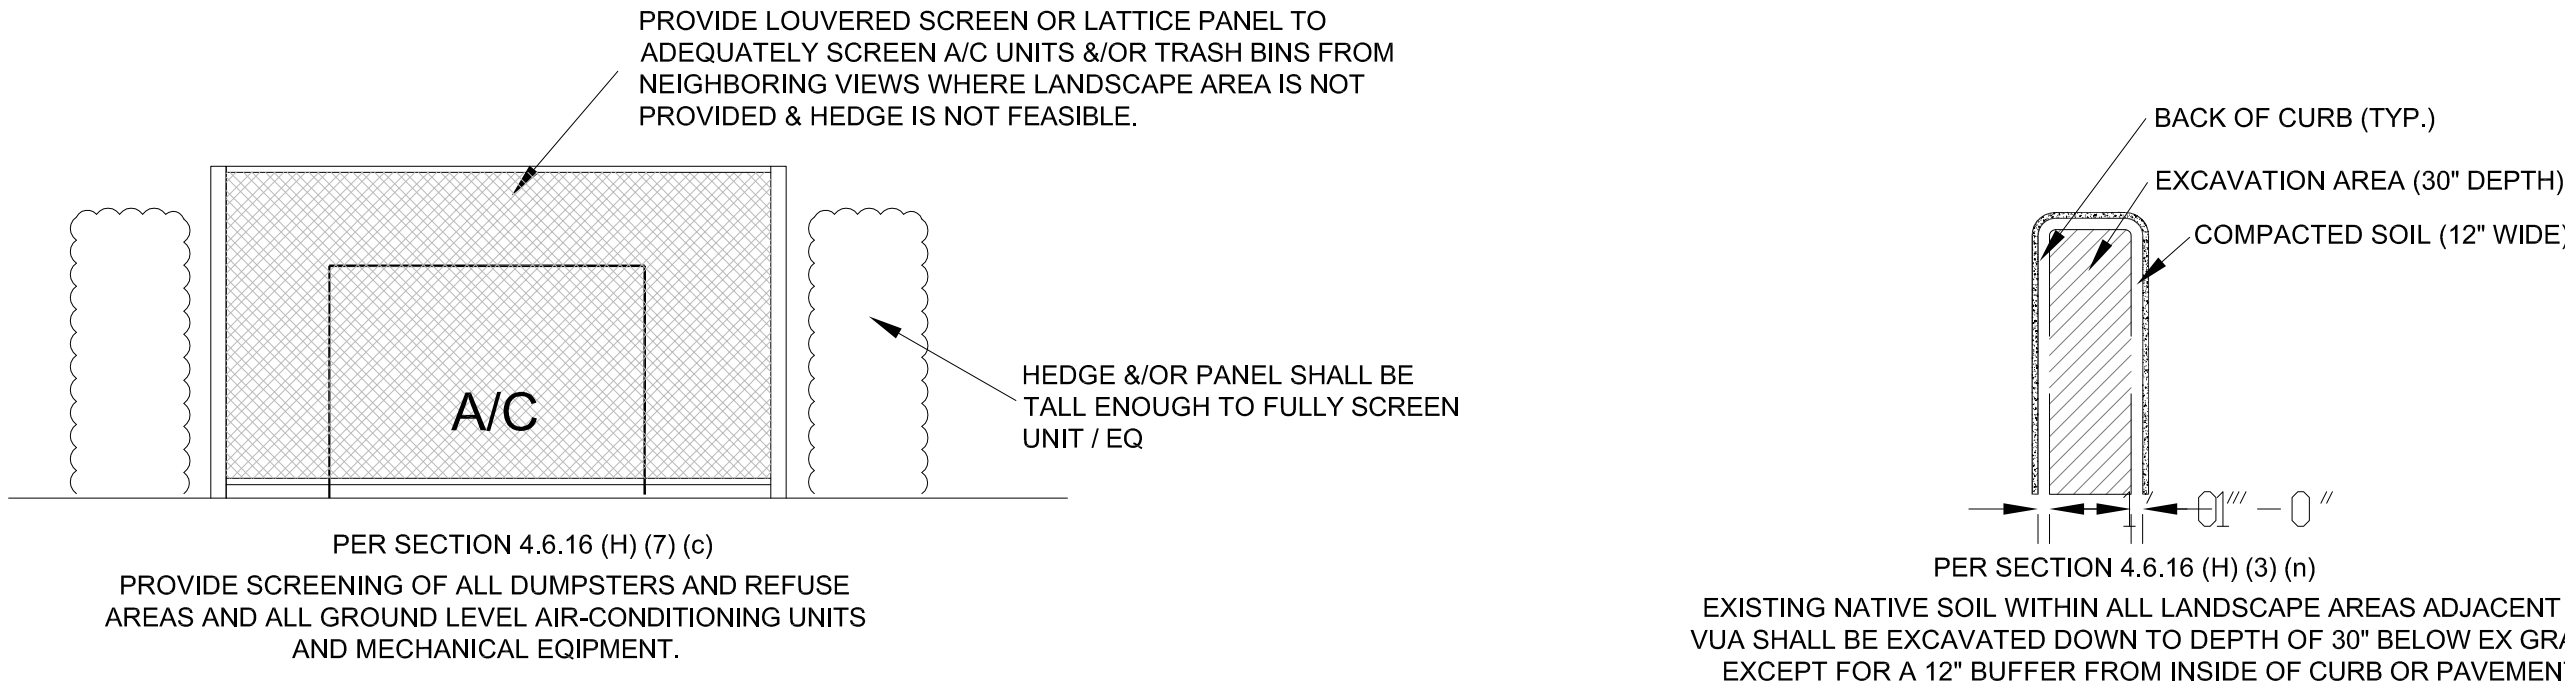 PROVIDE LOUVERED SCREEN OR LATTICE PANEL TO
ADEQUATELY SCREEN A/C UNITS &/OR TRASH BINS FROM
NEIGHBORING VIEWS WHERE LANDSCAPE AREA IS NOT
PROVIDED & HEDGE IS NOT FEASIBLE.
A/C
HEDGE &/OR PANEL SHALL BE
TALL ENOUGH TO FULLY SCREEN
UNIT / EQ
PER SECTION 4.6.16 (H) (7) (c)
PROVIDE SCREENING OF ALL DUMPSTERS AND REFUSE
AREAS AND ALL GROUND LEVEL AIR-CONDITIONING UNITS
AND MECHANICAL EQIPMENT.
BACK OF CURB (TYP.)
EXCAVATION AREA (30" DEPTH)
COMPACTED SOIL (12" WIDE)
PER SECTION 4.6.16 (H) (3) (n)
EXISTING NATIVE SOIL WITHIN ALL LANDSCAPE AREAS ADJACENT
VUA SHALL BE EXCAVATED DOWN TO DEPTH OF 30" BELOW EX GRA
EXCEPT FOR A 12" BUFFER FROM INSIDE OF CURB OR PAVEMENT